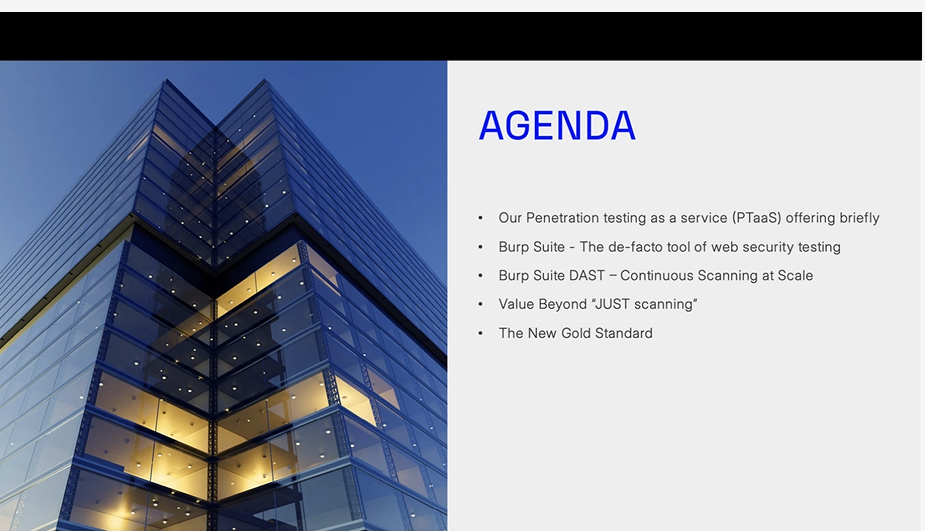 AGENDA
• Our Penetration testing as a service (PTaaS) offering briefly
• Burp Suite - The de-facto tool of web security testing
• Burp Suite DAST – Continuous Scanning at Scale
• Value Beyond “JUST scanning”
• The New Gold Standard